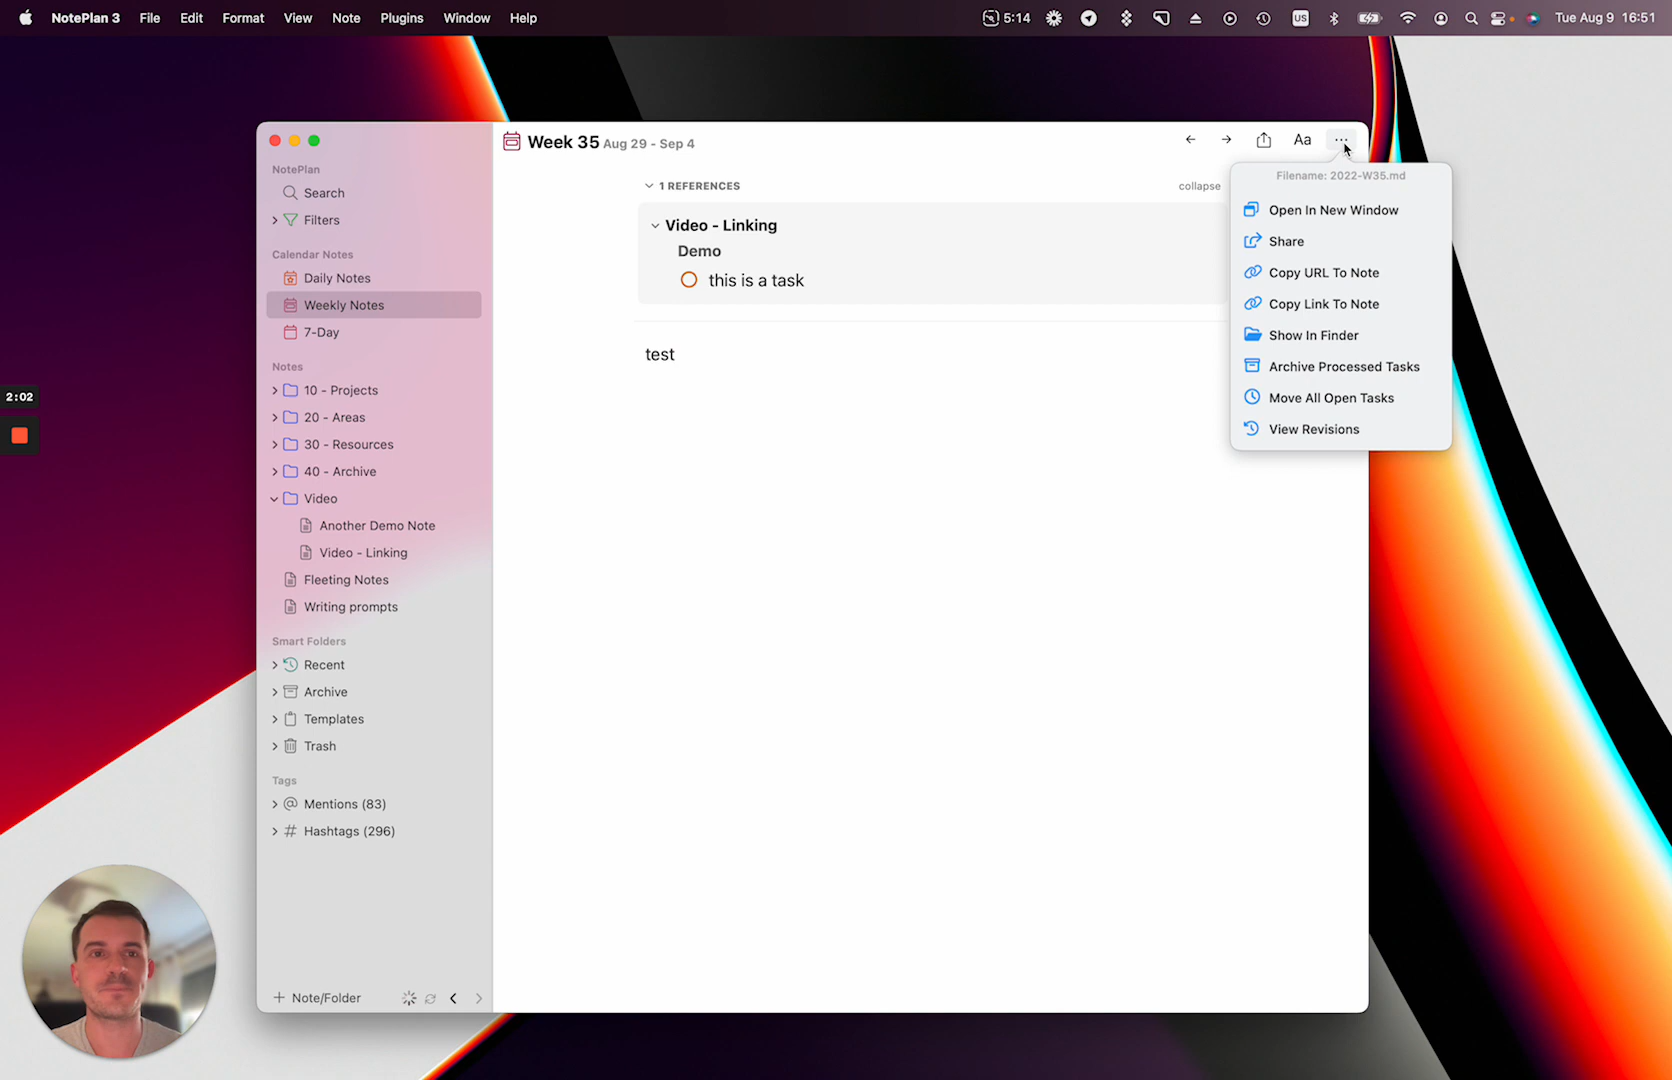 NotePlan 3 File Edit Format View Note Plugins Window Help 5:14 US Tue Aug 9 16:51
Week 35 Aug 29 - Sep 4
Aa
NotePlan
Search
Filters
Calendar Notes
Daily Notes
Weekly Notes
7-Day
Notes
10 - Projects
20 - Areas
30 - Resources
40 - Archive
Video
Another Demo Note
Video - Linking
Fleeting Notes
Writing prompts
Smart Folders
Recent
Archive
Templates
Trash
Tags
Mentions (83)
Hashtags (296)
Note/Folder
1 REFERENCES collapse
Video - Linking
Demo
this is a task
test
Filename: 2022-W35.md
Open In New Window
Share
Copy URL To Note
Copy Link To Note
Show In Finder
Archive Processed Tasks
Move All Open Tasks
View Revisions
2:02